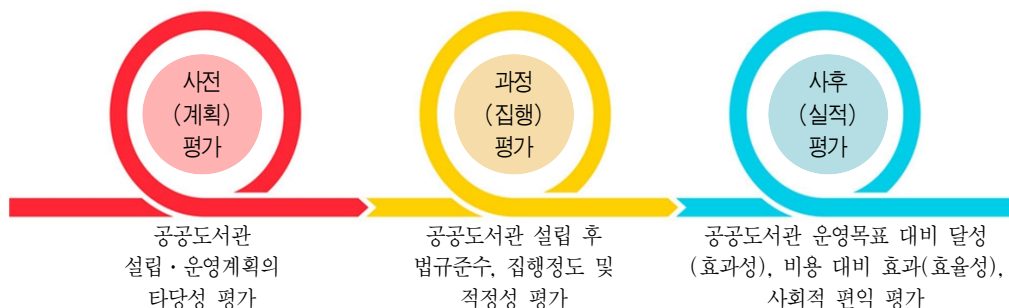 사전
(계획)
평가
과정
(집행)
평가
사후
(실적)
평가
공공도서관
설립·운영계획의
타당성 평가
공공도서관 설립 후
법규준수, 집행정도 및
적정성 평가
공공도서관 운영목표 대비 달성
(효과성), 비용 대비 효과(효율성),
사회적 편익 평가